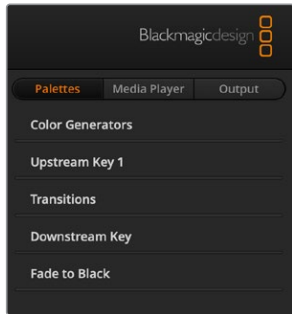 Blackmagicdesign
Palettes Media Player Output
Color Generators
Upstream Key 1
Transitions
Downstream Key
Fade to Black